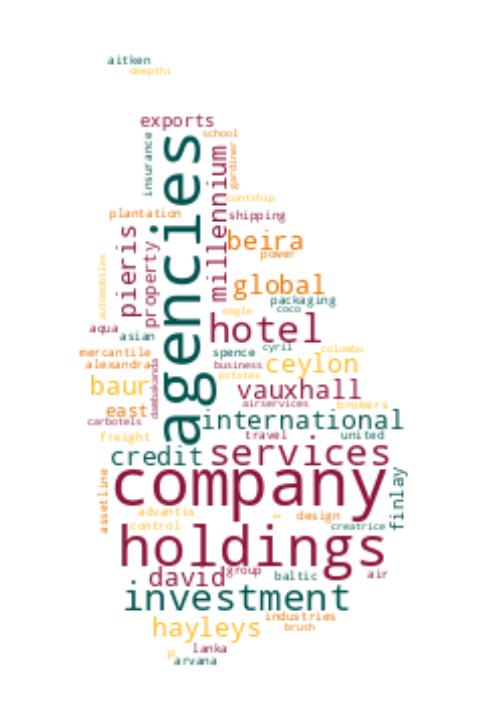 aitken
deepthi
exports
school
agencies
insurance
gardiner
millennium
contship
plantation
shipping
pieris
property
beira
power
automobiles
global
packaging
eagle
coco
hotel
aqua
asian
cyril
colombo
mercantile
spence
alexandra
business
ceylon
dambakanda
estates
baur
vauxhall
east
airservices
brokers
carbotels
international
freight
travel
united
credit
services
company
assetline
finlay
advantis
design
control
creatrice
holdings
david
group
baltic
air
investment
industries
hayleys
brush
lanka
p
arvana